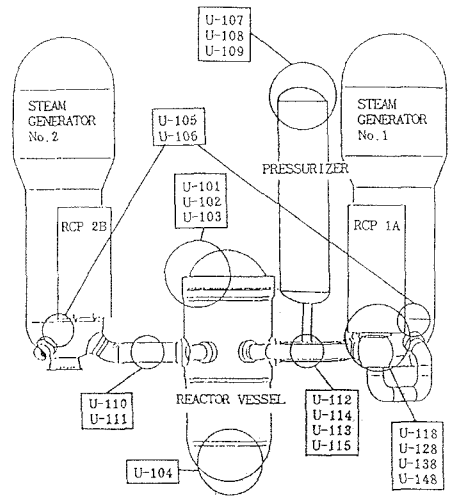 U-107
U-108
U-109
STEAM
GENERATOR
No.2
U-105
U-106
STEAM
GENERATOR
No.1
PRESSURIZER
U-101
U-102
U-103
RCP 2B
RCP 1A
REACTOR VESSEL
U-110
U-111
U-112
U-114
U-113
U-115
U-118
U-128
U-138
U-148
U-104